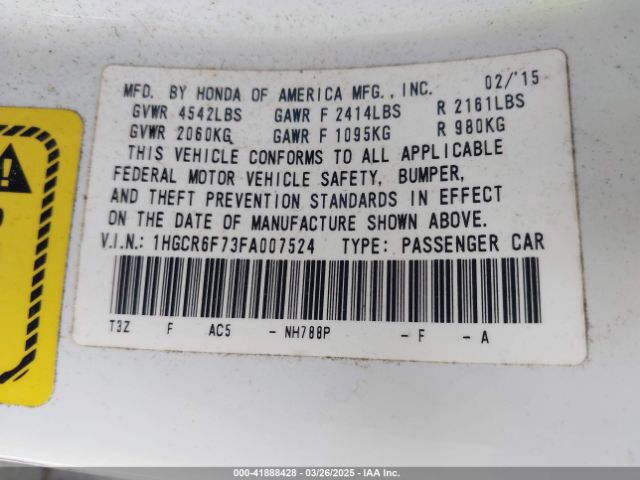 MFD. BY HONDA OF AMERICA MFG., INC. 02/'15
GVWR 4542LBS GAWR F 2414LBS R 2161LBS
GVWR 2060KG GAWR F 1095KG R 980KG
THIS VEHICLE CONFORMS TO ALL APPLICABLE
FEDERAL MOTOR VEHICLE SAFETY, BUMPER,
AND THEFT PREVENTION STANDARDS IN EFFECT
ON THE DATE OF MANUFACTURE SHOWN ABOVE.
V.I.N.: 1HGCR6F73FA007524 TYPE: PASSENGER CAR
T3Z F AC5 - NH788P - F - A
© IAA - 41888428 - 03/26/2025 - IAAI.COM